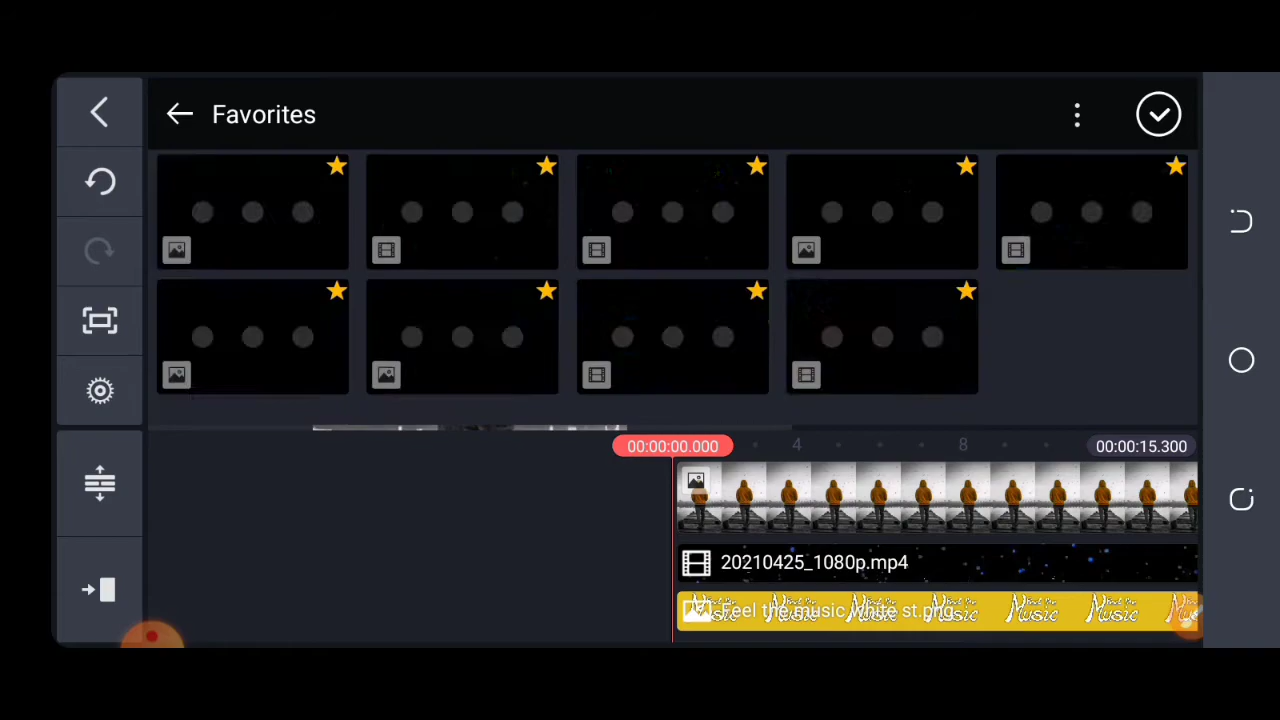 Favorites
00:00:00.000
4
8
00:00:15.300
20210425_1080p.mp4
Feel the music White st.png